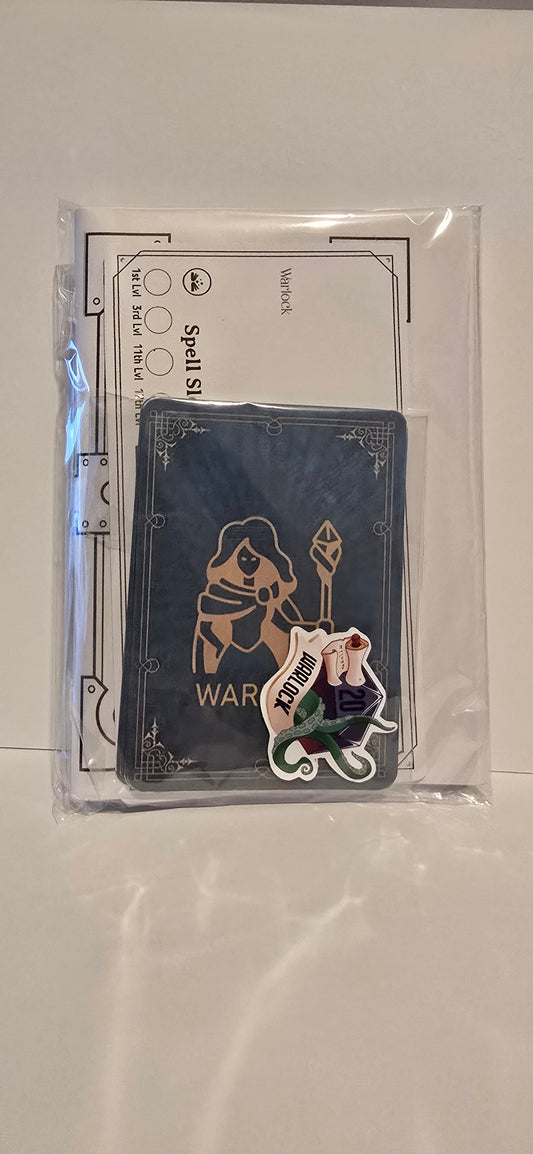 Warlock
Spell Sl
1st Lvl 3rd Lvl 11th Lvl
WAR
WARLOCK
20